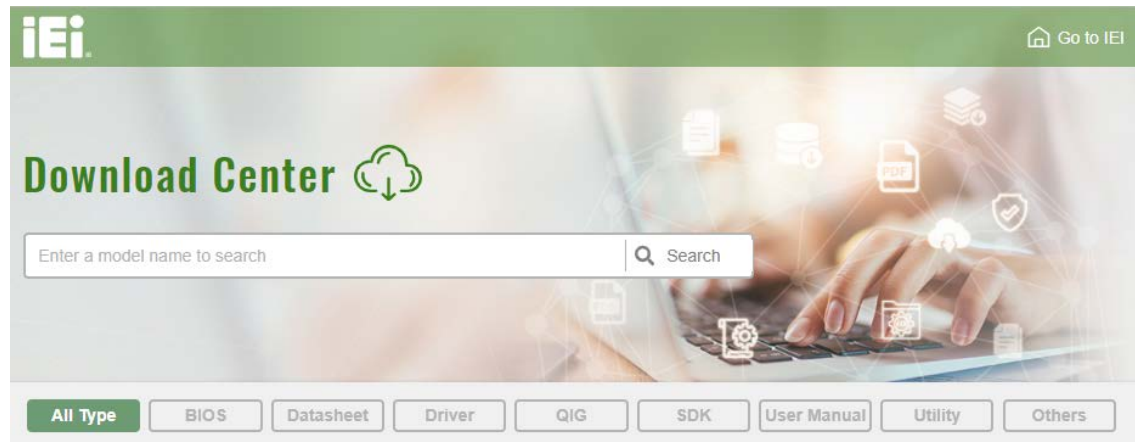 iEi.
Go to IEI
Download Center
Enter a model name to search
Search
PDF
PDF
All Type
BIOS
Datasheet
Driver
QIG
SDK
User Manual
Utility
Others